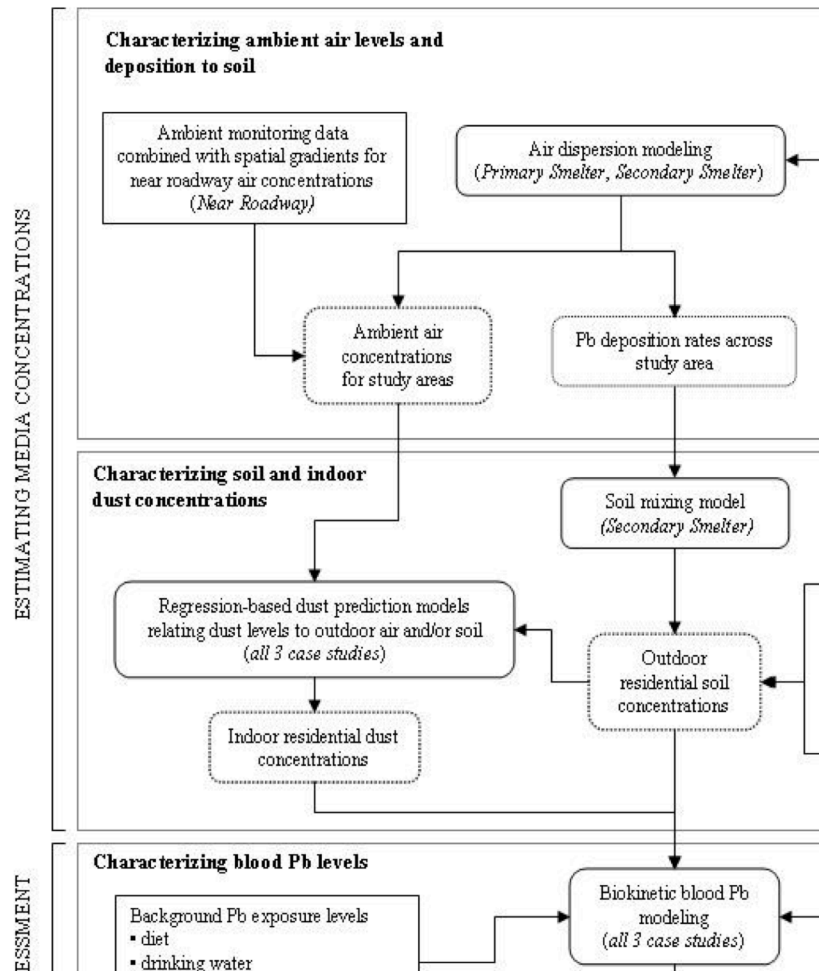 Characterizing ambient air levels and
deposition to soil
Ambient monitoring data
combined with spatial gradients for
near roadway air concentrations
(Near Roadway)
Air dispersion modeling
(Primary Smelter, Secondary Smelter)
Ambient air
concentrations
for study areas
Pb deposition rates across
study area
ESTIMATING MEDIA CONCENTRATIONS
Characterizing soil and indoor
dust concentrations
Soil mixing model
(Secondary Smelter)
Regression-based dust prediction models
relating dust levels to outdoor air and/or soil
(all 3 case studies)
Outdoor
residential soil
concentrations
Indoor residential dust
concentrations
Characterizing blood Pb levels
Background Pb exposure levels
▪ diet
▪ drinking water
Biokinetic blood Pb
modeling
(all 3 case studies)
ESSMENT